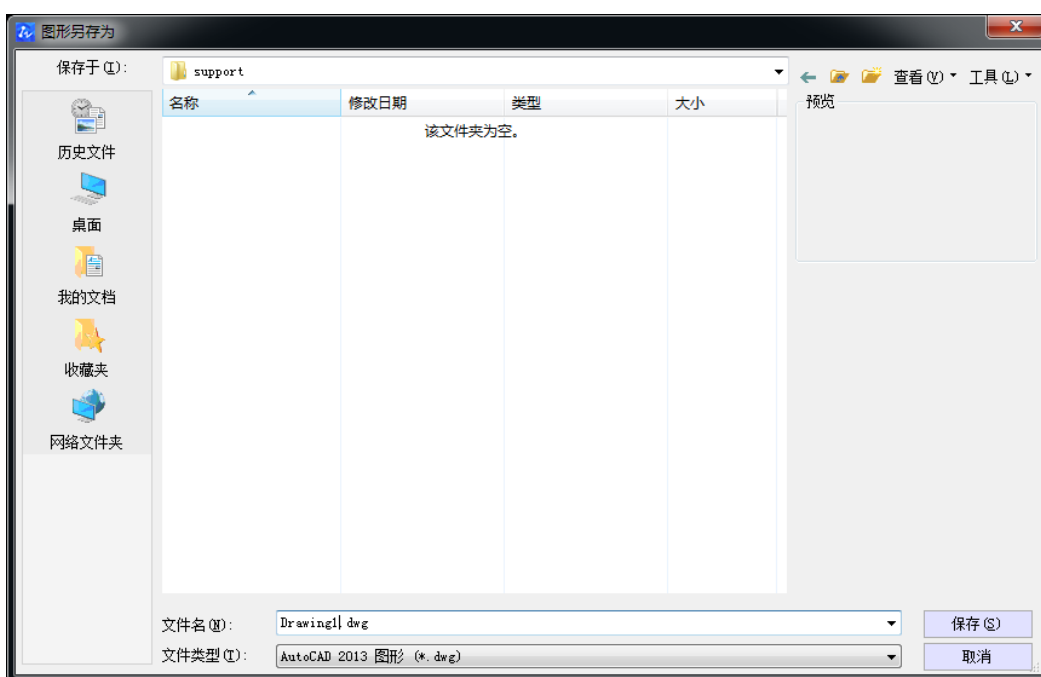 图形另存为
保存于(I):
support
查看(V)
工具(L)
名称
修改日期
类型
大小
预览
该文件夹为空。
历史文件
桌面
我的文档
收藏夹
网络文件夹
文件名(N):
Drawing1.dwg
保存(S)
文件类型(T):
AutoCAD 2013 图形 (*.dwg)
取消